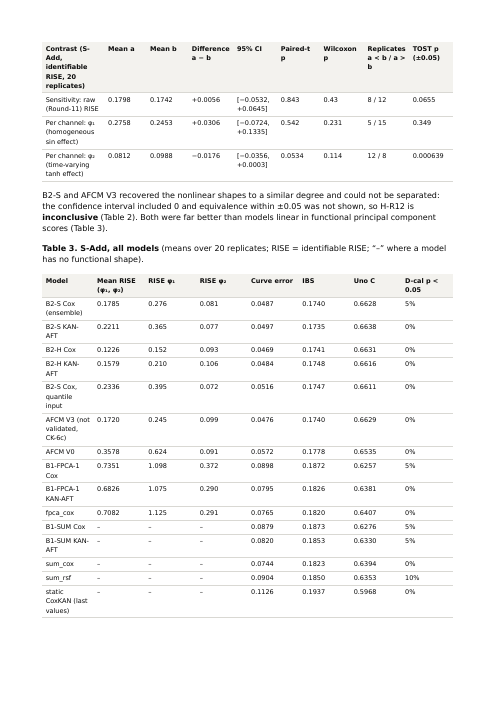 Contrast (S-Add, identifiable RISE, 20 replicates) Mean a Mean b Difference a − b 95% CI Paired-t p Wilcoxon p Replicates a < b / a > b TOST p (±0.05)
Sensitivity: raw (Round-11) RISE 0.1798 0.1742 +0.0056 [−0.0532, +0.0645] 0.843 0.43 8 / 12 0.0655
Per channel: φ₁ (homogeneous sin effect) 0.2758 0.2453 +0.0306 [−0.0724, +0.1335] 0.542 0.231 5 / 15 0.349
Per channel: φ₂ (time-varying tanh effect) 0.0812 0.0988 −0.0176 [−0.0356, +0.0003] 0.0534 0.114 12 / 8 0.000639
B2-S and AFCM V3 recovered the nonlinear shapes to a similar degree and could not be separated:
the confidence interval included 0 and equivalence within ±0.05 was not shown, so H-R12 is
inconclusive (Table 2). Both were far better than models linear in functional principal component
scores (Table 3).
Table 3. S-Add, all models (means over 20 replicates; RISE = identifiable RISE; "–" where a model
has no functional shape).
Model Mean RISE (φ₁, φ₂) RISE φ₁ RISE φ₂ Curve error IBS Uno C D-cal p < 0.05
B2-S Cox (ensemble) 0.1785 0.276 0.081 0.0487 0.1740 0.6628 5%
B2-S KAN-AFT 0.2211 0.365 0.077 0.0497 0.1735 0.6638 0%
B2-H Cox 0.1226 0.152 0.093 0.0469 0.1741 0.6631 0%
B2-H KAN-AFT 0.1579 0.210 0.106 0.0484 0.1748 0.6616 0%
B2-S Cox, quantile input 0.2336 0.395 0.072 0.0516 0.1747 0.6611 0%
AFCM V3 (not validated, CK-6c) 0.1720 0.245 0.099 0.0476 0.1740 0.6629 0%
AFCM V0 0.3578 0.624 0.091 0.0572 0.1778 0.6535 0%
B1-FPCA-1 Cox 0.7351 1.098 0.372 0.0898 0.1872 0.6257 5%
B1-FPCA-1 KAN-AFT 0.6826 1.075 0.290 0.0795 0.1826 0.6381 0%
fpca_cox 0.7082 1.125 0.291 0.0765 0.1820 0.6407 0%
B1-SUM Cox – – – 0.0879 0.1873 0.6276 5%
B1-SUM KAN-AFT – – – 0.0820 0.1853 0.6330 5%
sum_cox – – – 0.0744 0.1823 0.6394 0%
sum_rsf – – – 0.0904 0.1850 0.6353 10%
static CoxKAN (last values) – – – 0.1126 0.1937 0.5968 0%